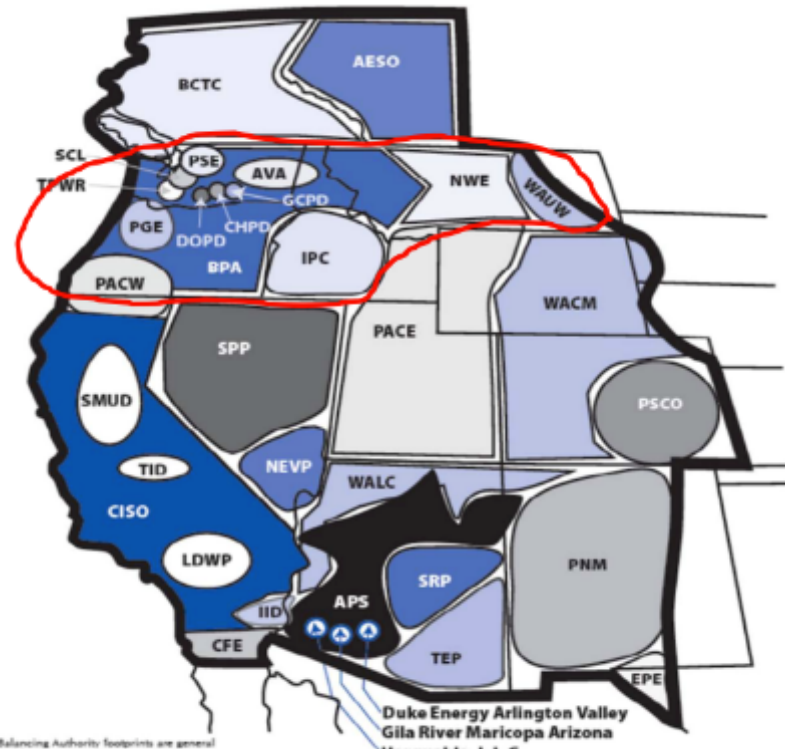 BCTC
AESO
SCL
PSE
TPWR
AVA
GCPD
NWE
WAUW
CHPD
DOPD
PGE
BPA
IPC
PACW
WACM
PACE
SPP
SMUD
PSCO
TID
NEVP
WALC
CISO
LDWP
PNM
SRP
APS
IID
CFE
TEP
EPE
Duke Energy Arlington Valley
Gila River Maricopa Arizona
Balancing Authority footprints are general